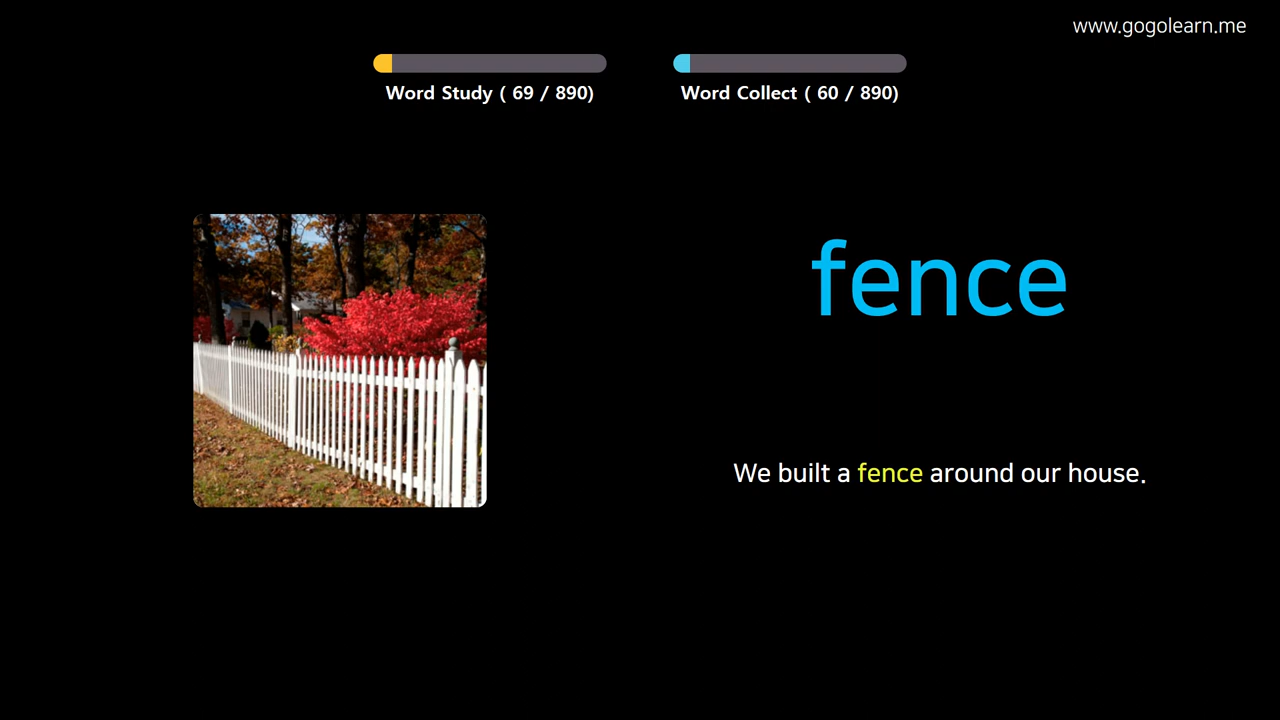 www.gogolearn.me
Word Study ( 69 / 890)
Word Collect ( 60 / 890)
fence
We built a fence around our house.